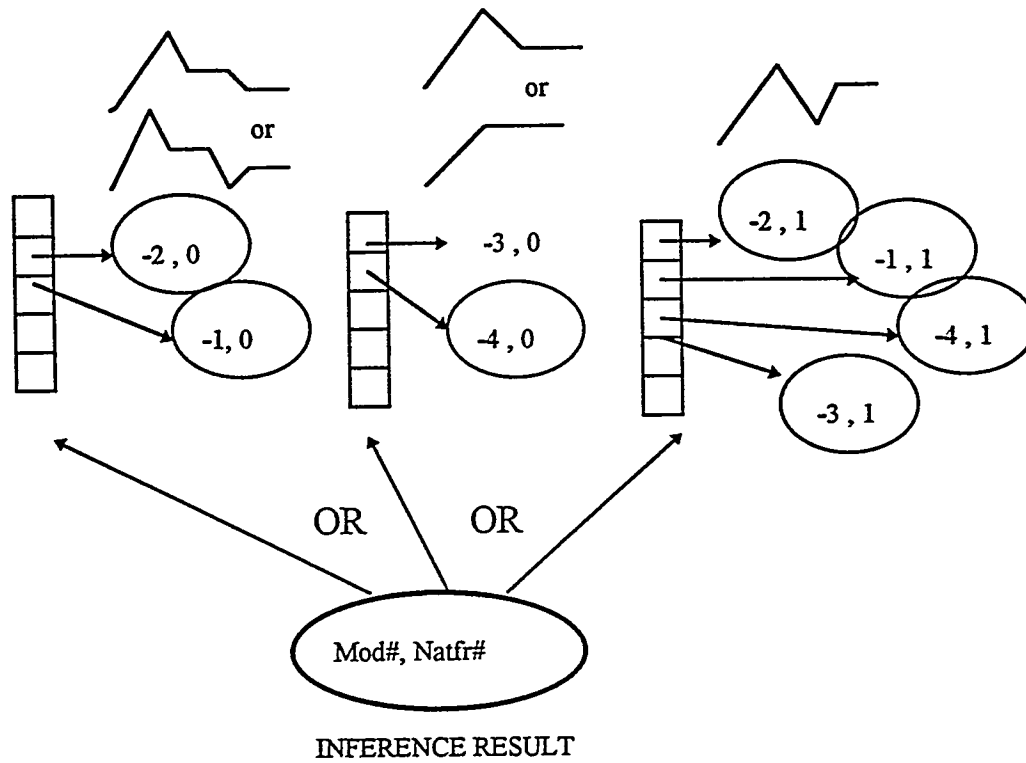 or
or
-2 , 0
-1, 0
-3, 0
-4 , 0
-2 , 1
-1 , 1
-4, 1
-3 , 1
OR
OR
Mod#, Natfr#
INFERENCE RESULT